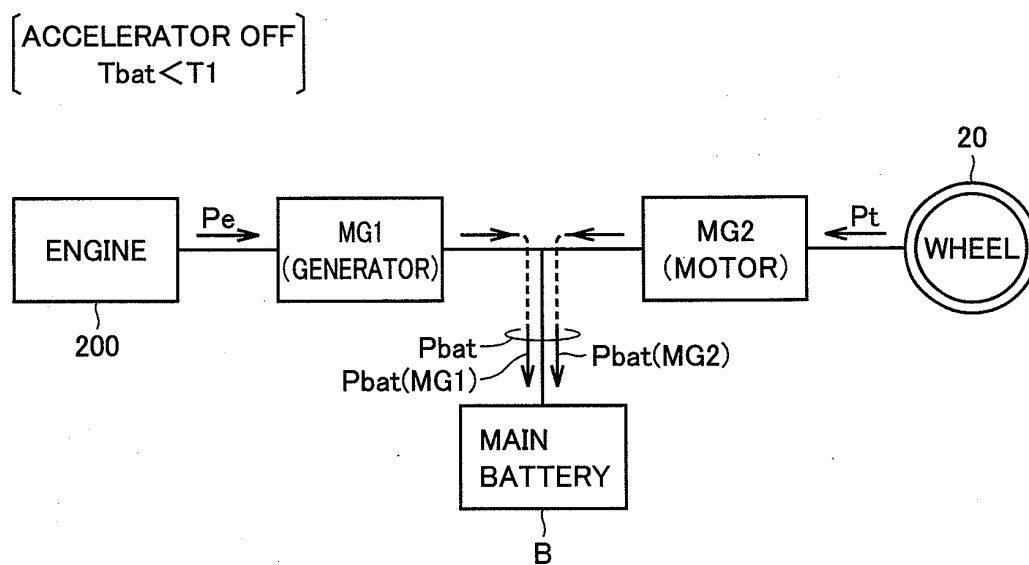 ACCELERATOR OFF
Tbat<T1
20
Pe
Pt
ENGINE
MG1
(GENERATOR)
MG2
(MOTOR)
WHEEL
200
Pbat
Pbat(MG1)
Pbat(MG2)
MAIN
BATTERY
B